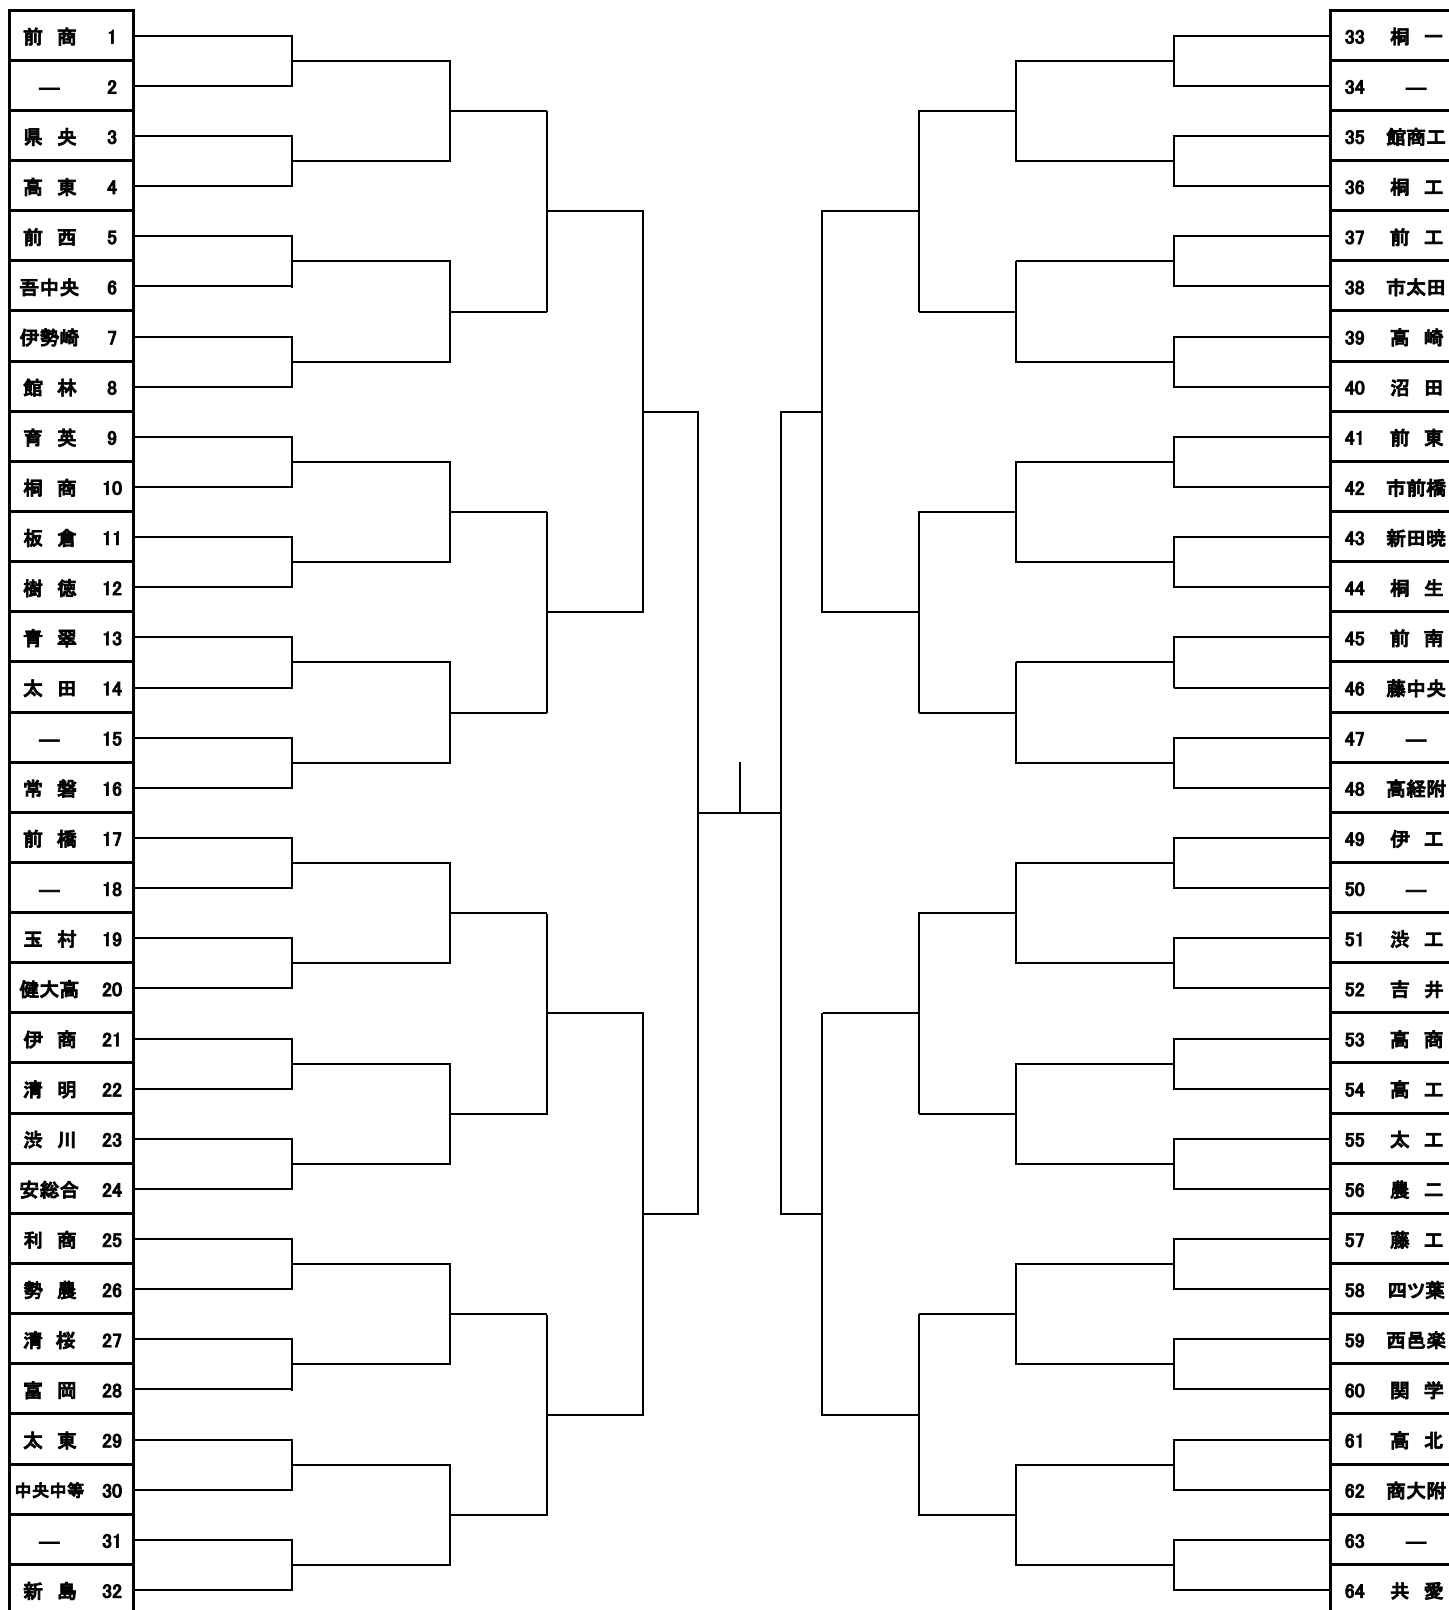 前商 1
— 2
県央 3
高東 4
前西 5
吾中央 6
伊勢崎 7
館林 8
育英 9
桐商 10
板倉 11
樹徳 12
青翠 13
太田 14
— 15
常磐 16
前橋 17
— 18
玉村 19
健大高 20
伊商 21
清明 22
渋川 23
安総合 24
利商 25
勢農 26
清桜 27
富岡 28
太東 29
中央中等 30
— 31
新島 32
33 桐一
34 —
35 館商工
36 桐工
37 前工
38 市太田
39 高崎
40 沼田
41 前東
42 市前橋
43 新田暁
44 桐生
45 前南
46 藤中央
47 —
48 高経附
49 伊工
50 —
51 渋工
52 吉井
53 高商
54 高工
55 太工
56 農二
57 藤工
58 四ツ葉
59 西邑楽
60 関学
61 高北
62 商大附
63 —
64 共愛